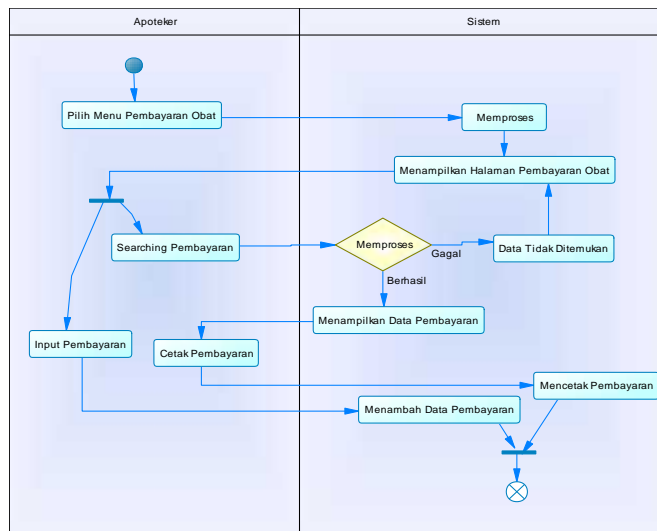 Apoteker
Sistem
Pilih Menu Pembayaran Obat
Memproses
Menampilkan Halaman Pembayaran Obat
Searching Pembayaran
Memproses
Gagal
Data Tidak Ditemukan
Berhasil
Menampilkan Data Pembayaran
Input Pembayaran
Cetak Pembayaran
Mencetak Pembayaran
Menambah Data Pembayaran